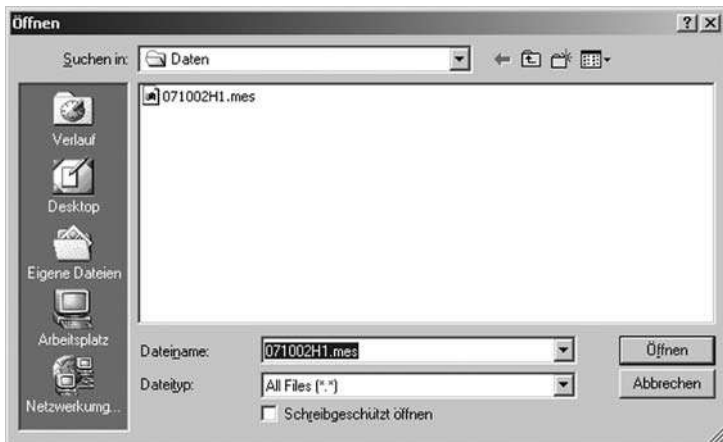 Öffnen
Suchen in: Daten
071002H1.mes
Verlauf
Desktop
Eigene Dateien
Arbeitsplatz
Netzwerkumg...
Dateiname: 071002H1.mes Öffnen
Dateityp: All Files (*.*) Abbrechen
Schreibgeschützt öffnen